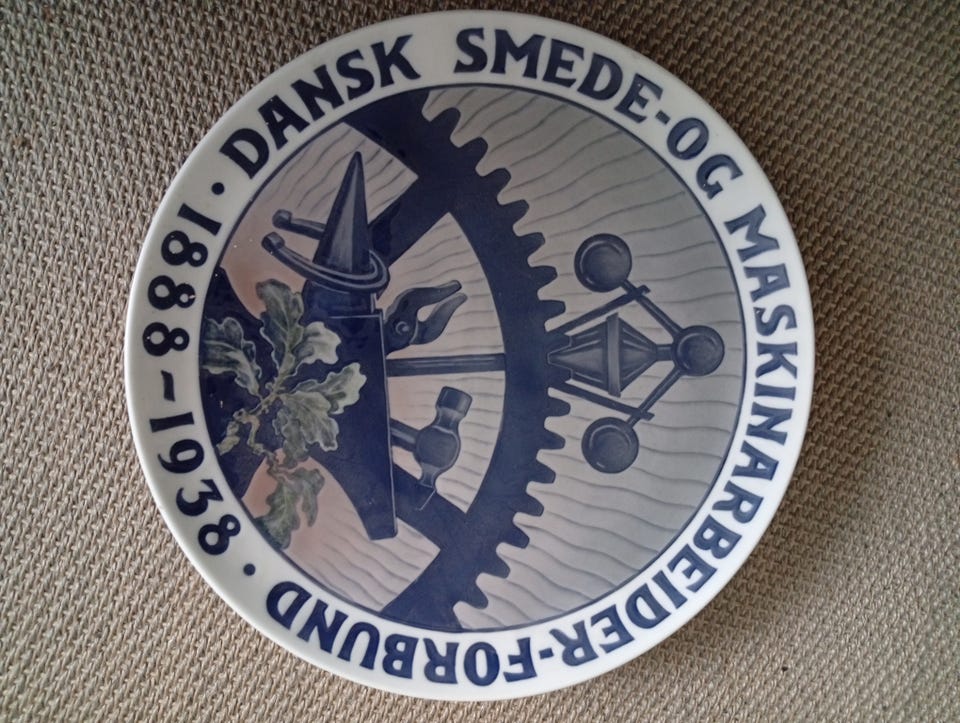 DANSK SMEDE-OG MASKINARBEIDER-FORBUND
• 1888-1938 •